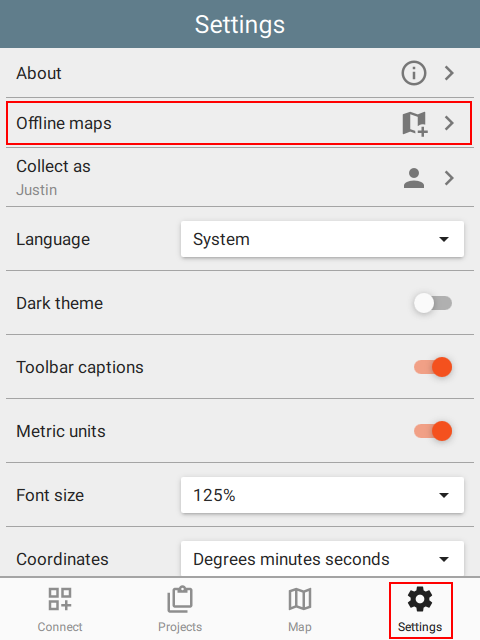 Settings
About
Offline maps
Collect as
Justin
Language
System
Dark theme
Toolbar captions
Metric units
Font size
125%
Coordinates
Degrees minutes seconds
Connect
Projects
Map
Settings